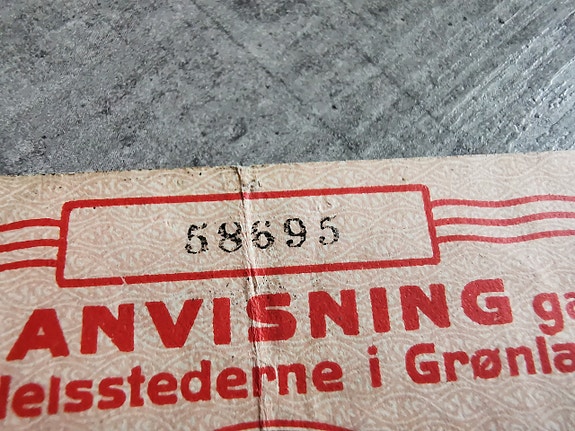 58695
ANVISNING ga
delsstederne i Grønla